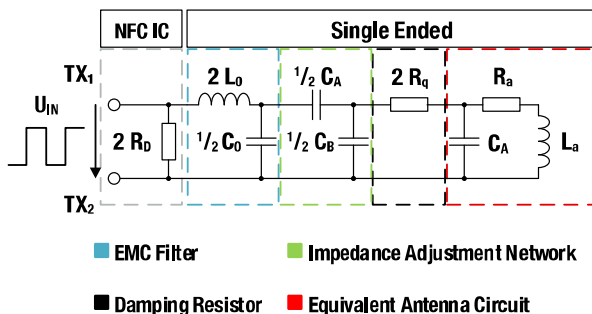 NFC IC
Single Ended
TX1
UIN
TX2
2 RD
2 L0
1/2 C0
1/2 CA
1/2 CB
2 Rq
Ra
CA
La
EMC Filter
Impedance Adjustment Network
Damping Resistor
Equivalent Antenna Circuit